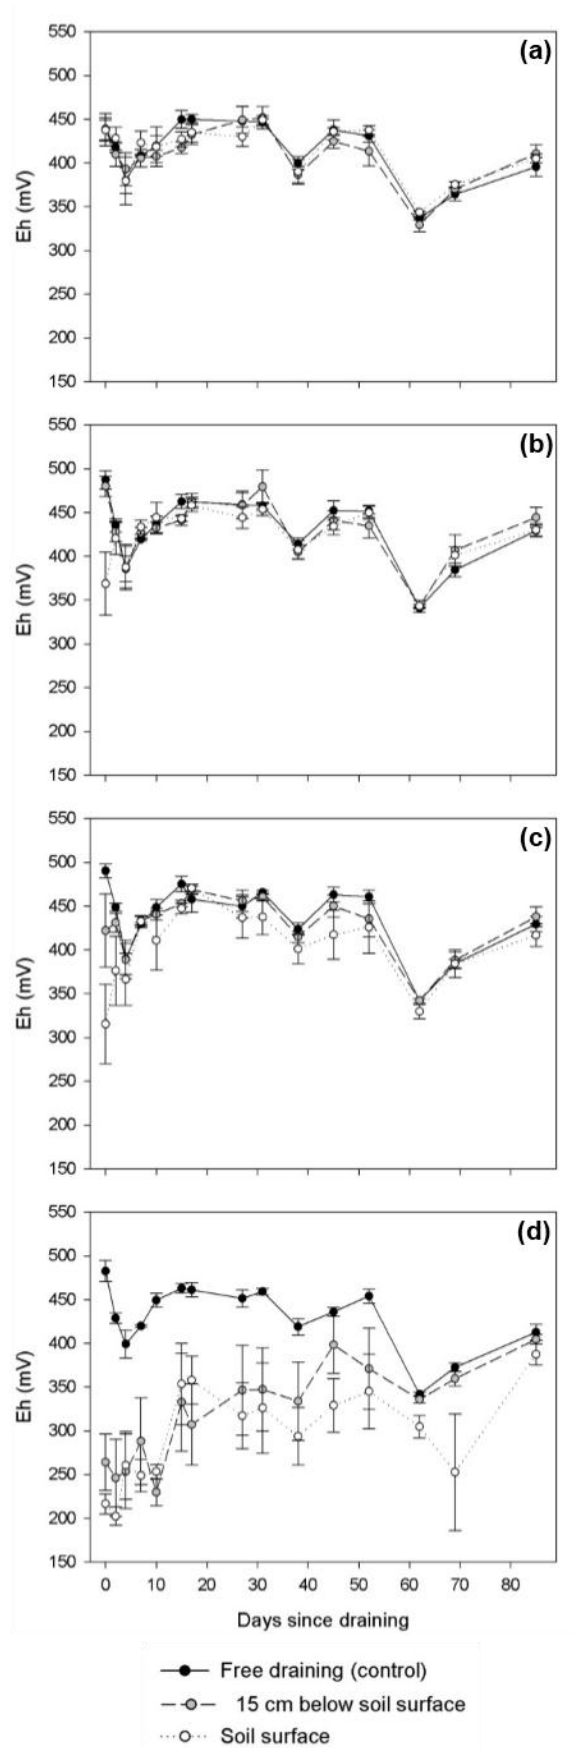 (a)
550
500
450
400
350
300
250
200
150
Eh (mV)
(b)
550
500
450
400
350
300
250
200
150
Eh (mV)
(c)
550
500
450
400
350
300
250
200
150
Eh (mV)
(d)
550
500
450
400
350
300
250
200
150
Eh (mV)
0 10 20 30 40 50 60 70 80
Days since draining
Free draining (control)
15 cm below soil surface
Soil surface